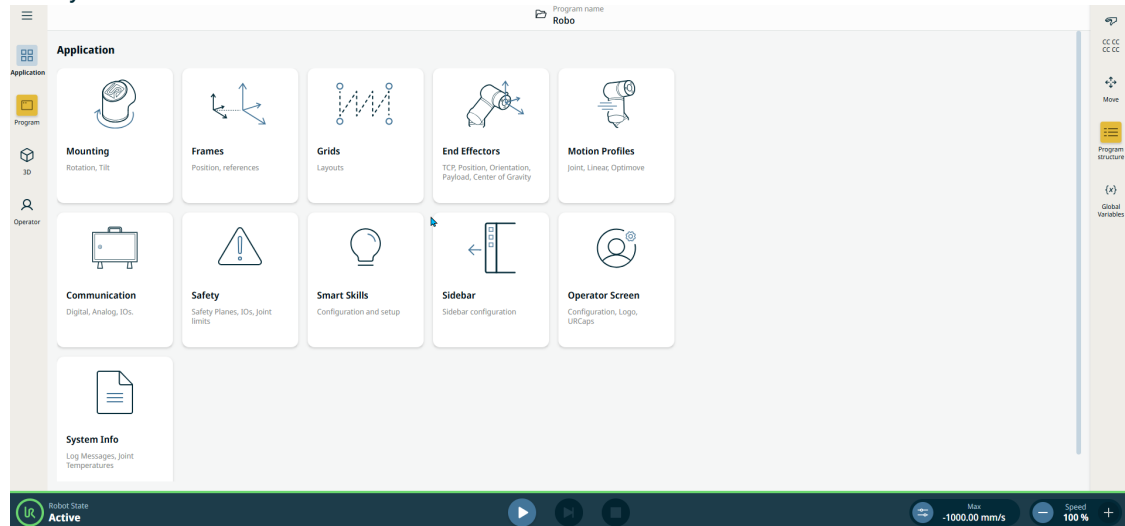 Program name
Robo
Application
Application
Program
3D
Operator
Mounting
Rotation, Tilt
Frames
Position, references
Grids
Layouts
End Effectors
TCP, Position, Orientation,
Payload, Center of Gravity
Motion Profiles
Joint, Linear, Optimove
Communication
Digital, Analog, IOs.
Safety
Safety Planes, IOs, Joint
limits
Smart Skills
Configuration and setup
Sidebar
Sidebar configuration
Operator Screen
Configuration, Logo,
URCaps
System Info
Log Messages, Joint
Temperatures
CC CC
CC CC
Move
Program
structure
{x}
Global
Variables
Robot State
Active
Max
-1000.00 mm/s
Speed
100 %